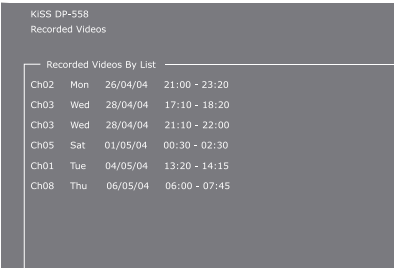 KiSS DP-558
Recorded Videos
Recorded Videos By List
Ch02 Mon 26/04/04 21:00 - 23:20
Ch03 Wed 28/04/04 17:10 - 18:20
Ch03 Wed 28/04/04 21:10 - 22:00
Ch05 Sat 01/05/04 00:30 - 02:30
Ch01 Tue 04/05/04 13:20 - 14:15
Ch08 Thu 06/05/04 06:00 - 07:45